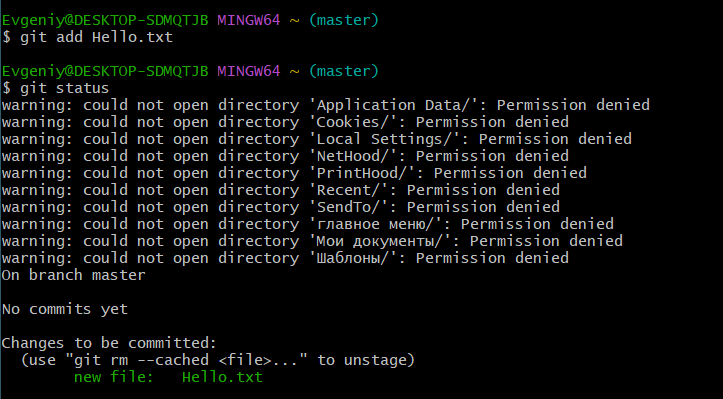 Evgeniy@DESKTOP-SDMQTJB MINGW64 ~ (master)
$ git add Hello.txt
Evgeniy@DESKTOP-SDMQTJB MINGW64 ~ (master)
$ git status
warning: could not open directory 'Application Data/': Permission denied
warning: could not open directory 'Cookies/': Permission denied
warning: could not open directory 'Local Settings/': Permission denied
warning: could not open directory 'NetHood/': Permission denied
warning: could not open directory 'PrintHood/': Permission denied
warning: could not open directory 'Recent/': Permission denied
warning: could not open directory 'SendTo/': Permission denied
warning: could not open directory 'главное меню/': Permission denied
warning: could not open directory 'Мои документы/': Permission denied
warning: could not open directory 'Шаблоны/': Permission denied
On branch master
No commits yet
Changes to be committed:
  (use "git rm --cached <file>..." to unstage)
        new file:   Hello.txt